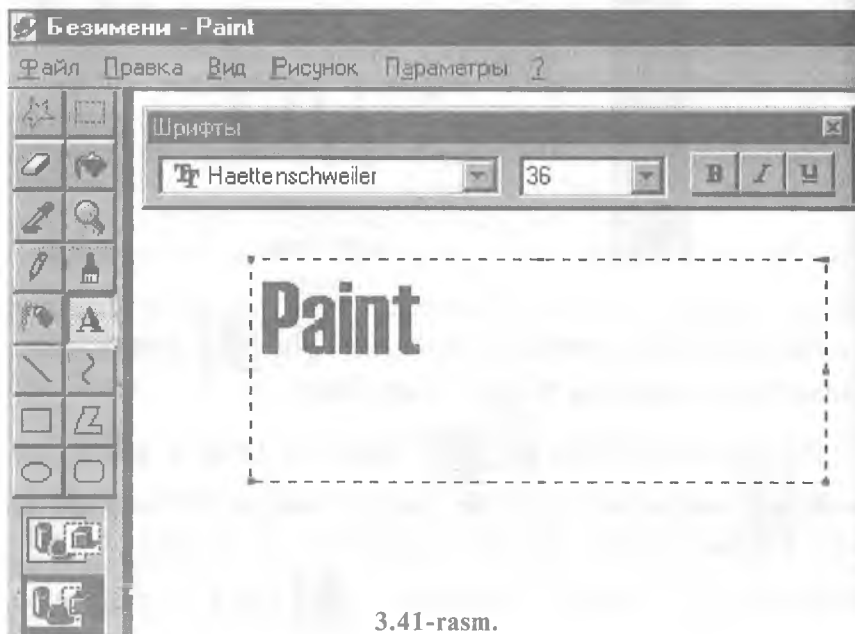 Безимени - Paint
Файл Правка Вид Рисунок Параметры ?
Шрифты
Haettenschweiler 36 B I U
A
Paint
3.41-rasm.